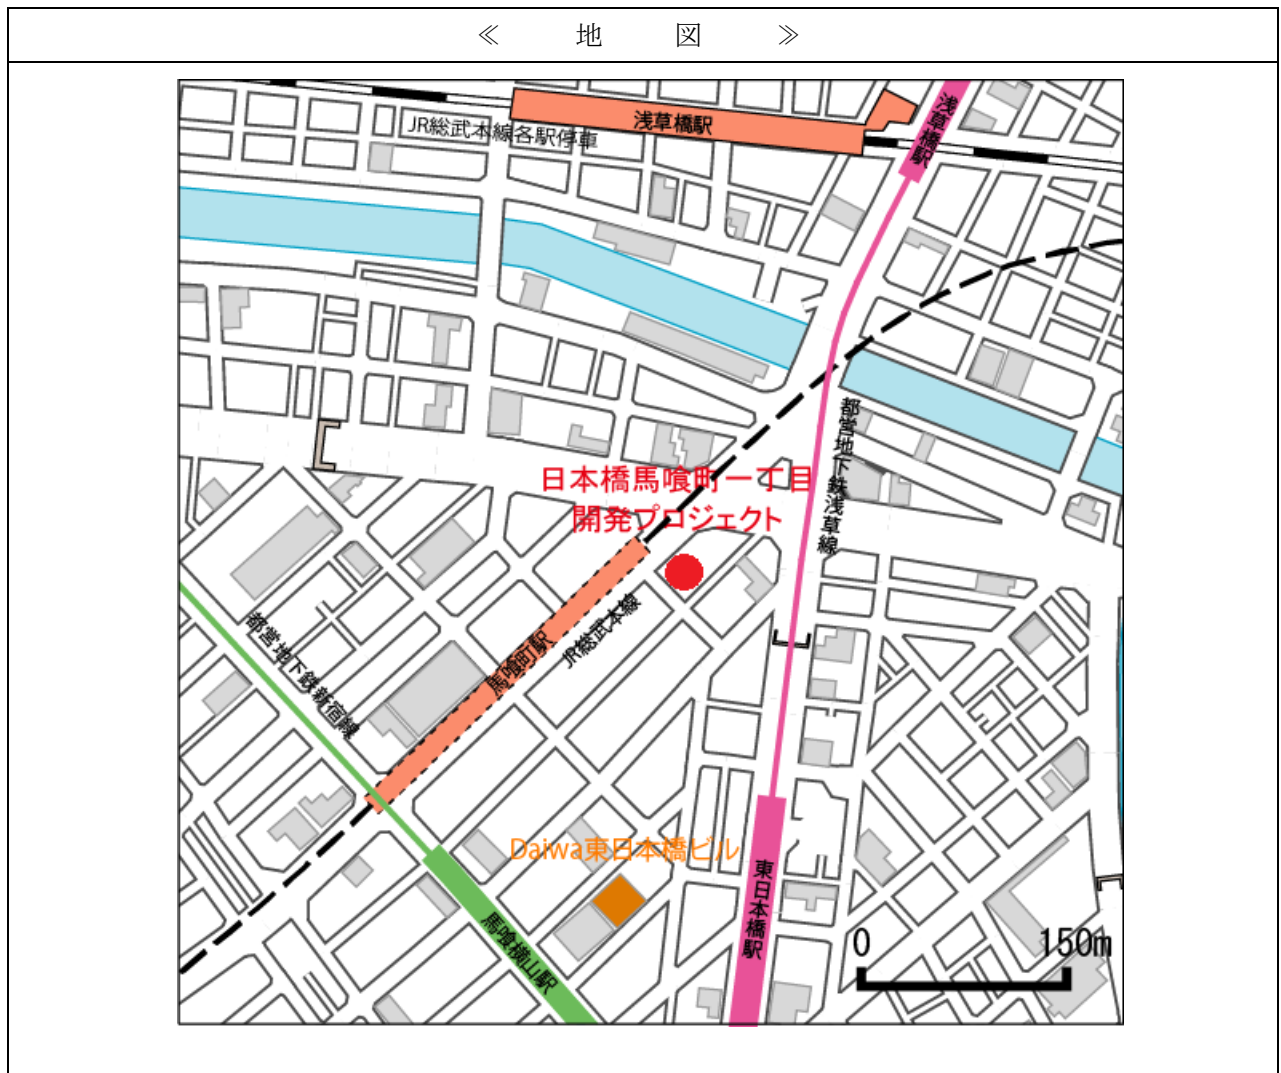 ≪ 地 図 ≫
浅草橋駅
浅草橋駅
JR総武本線各駅停車
都営地下鉄浅草線
日本橋馬喰町一丁目
開発プロジェクト
JR総武本線
馬喰町駅
都営地下鉄新宿線
Daiwa東日本橋ビル
東日本橋駅
馬喰横山駅
0 150m